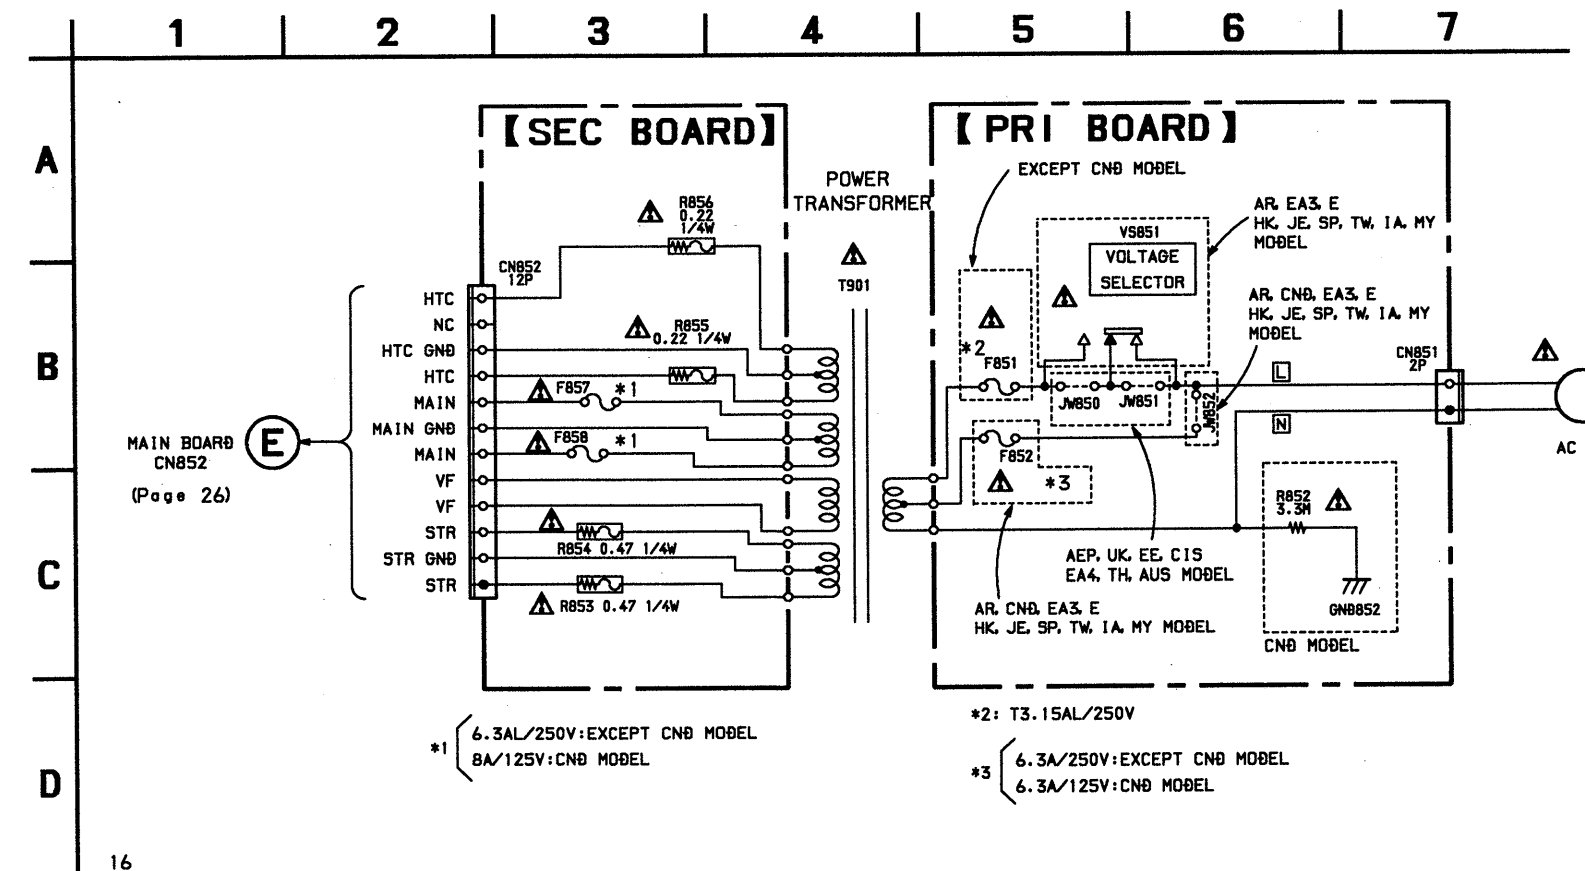 1 2 3 4 5 6 7
A
B
C
D
【SEC BOARD】
【PRI BOARD】
EXCEPT CND MODEL
POWER
TRANSFORMER
T901
R856
0.22
1/4W
CN852
12P
R855
0.22 1/4W
F857 *1
F858 *1
R854 0.47 1/4W
R853 0.47 1/4W
HTC
NC
HTC GND
HTC
MAIN
MAIN GND
MAIN
VF
VF
STR
STR GND
STR
MAIN BOARD
CN852
(Page 26)
E
VS851
VOLTAGE
SELECTOR
AR, EA3, E
HK, JE, SP, TW, IA, MY
MODEL
AR, CND, EA3, E
HK, JE, SP, TW, IA, MY
MODEL
*2
F851
JW850 JW851
JW852
L
N
CN851
2P
AC
F852
*3
R852
3.3M
GND852
CND MODEL
AEP, UK, EE, CIS
EA4, TH, AUS MODEL
AR, CND, EA3, E
HK, JE, SP, TW, IA, MY MODEL
*1
6.3AL/250V:EXCEPT CND MODEL
8A/125V:CND MODEL
*2: T3.15AL/250V
*3
6.3A/250V:EXCEPT CND MODEL
6.3A/125V:CND MODEL
16